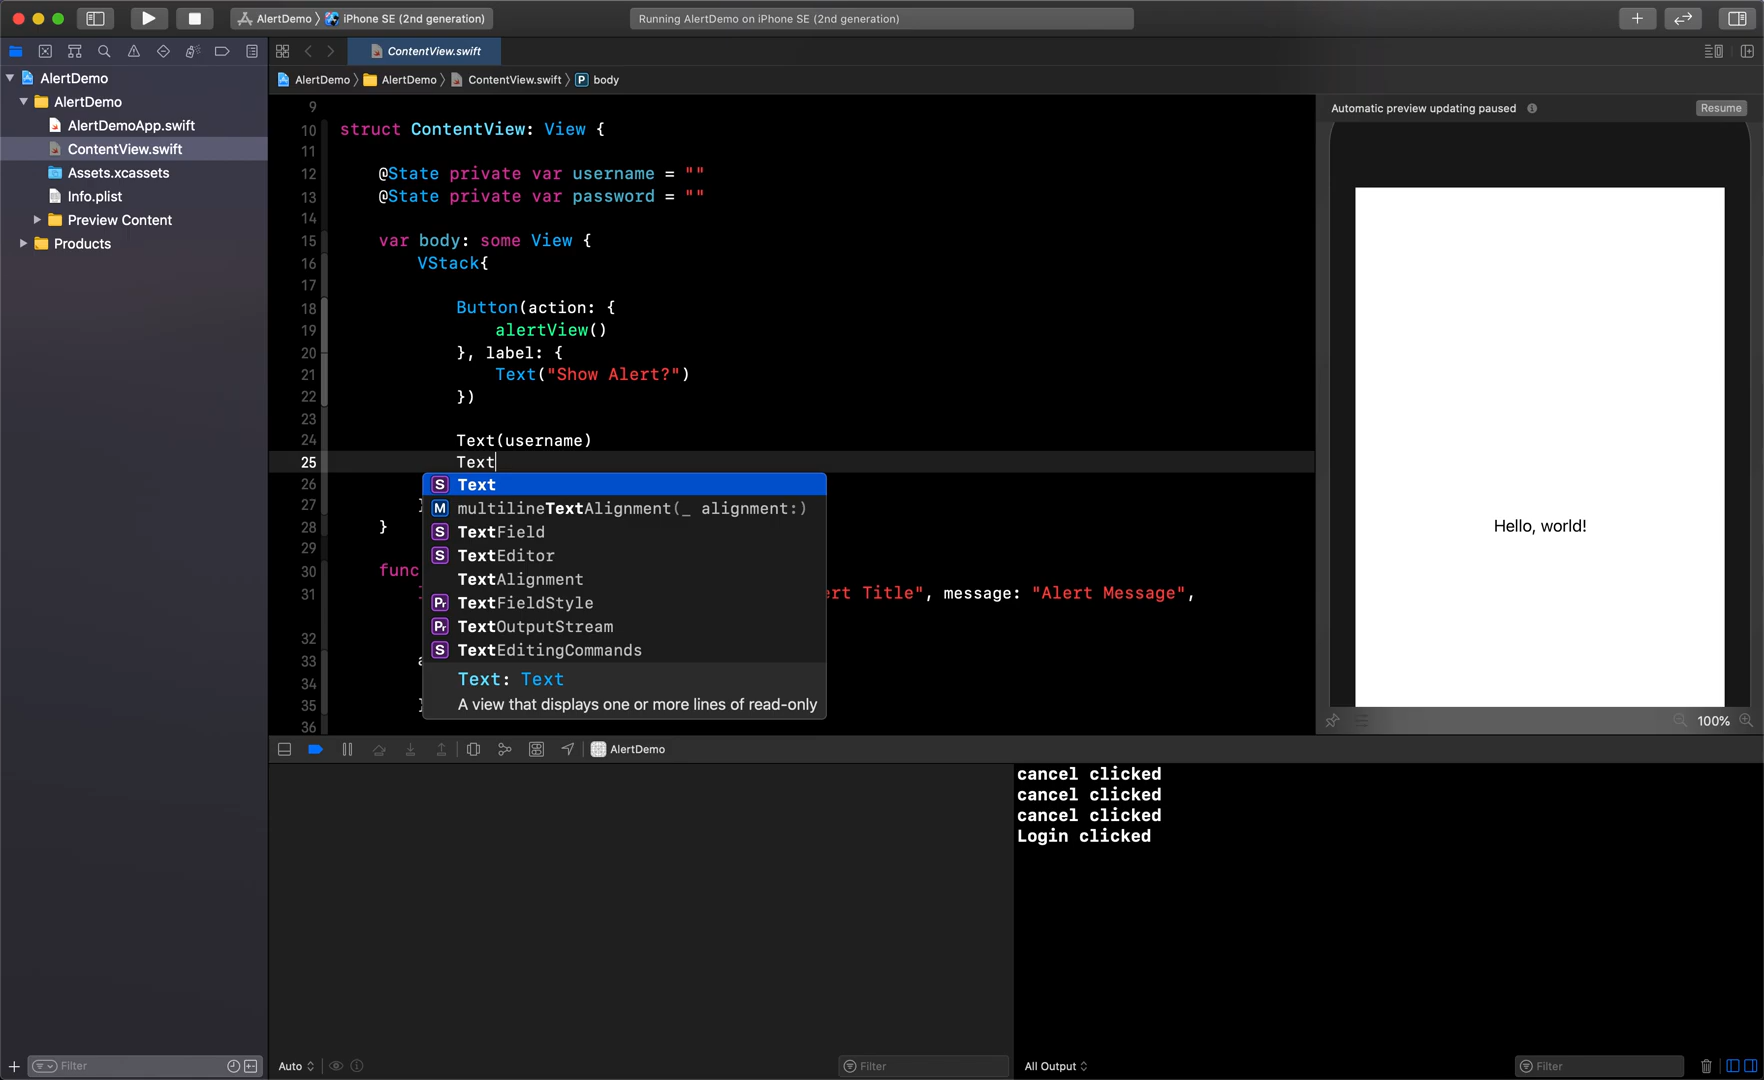 AlertDemo 〉 iPhone SE (2nd generation)
Running AlertDemo on iPhone SE (2nd generation)
ContentView.swift
AlertDemo 〉 AlertDemo 〉 ContentView.swift 〉 P body
AlertDemo
AlertDemo
AlertDemoApp.swift
ContentView.swift
Assets.xcassets
Info.plist
Preview Content
Products
9
10 struct ContentView: View {
11
12 @State private var username = ""
13 @State private var password = ""
14
15 var body: some View {
16 VStack{
17
18 Button(action: {
19 alertView()
20 }, label: {
21 Text("Show Alert?")
22 })
23
24 Text(username)
25 Text
26
27 }
28 }
29
30 func
31 ert Title", message: "Alert Message",
32
33 a
34
35 }
36
S Text
M multilineTextAlignment(_ alignment:)
S TextField
S TextEditor
TextAlignment
Pr TextFieldStyle
Pr TextOutputStream
S TextEditingCommands
Text: Text
A view that displays one or more lines of read-only
Automatic preview updating paused
Resume
Hello, world!
100%
AlertDemo
cancel clicked
cancel clicked
cancel clicked
Login clicked
Filter
Auto
Filter
All Output
Filter